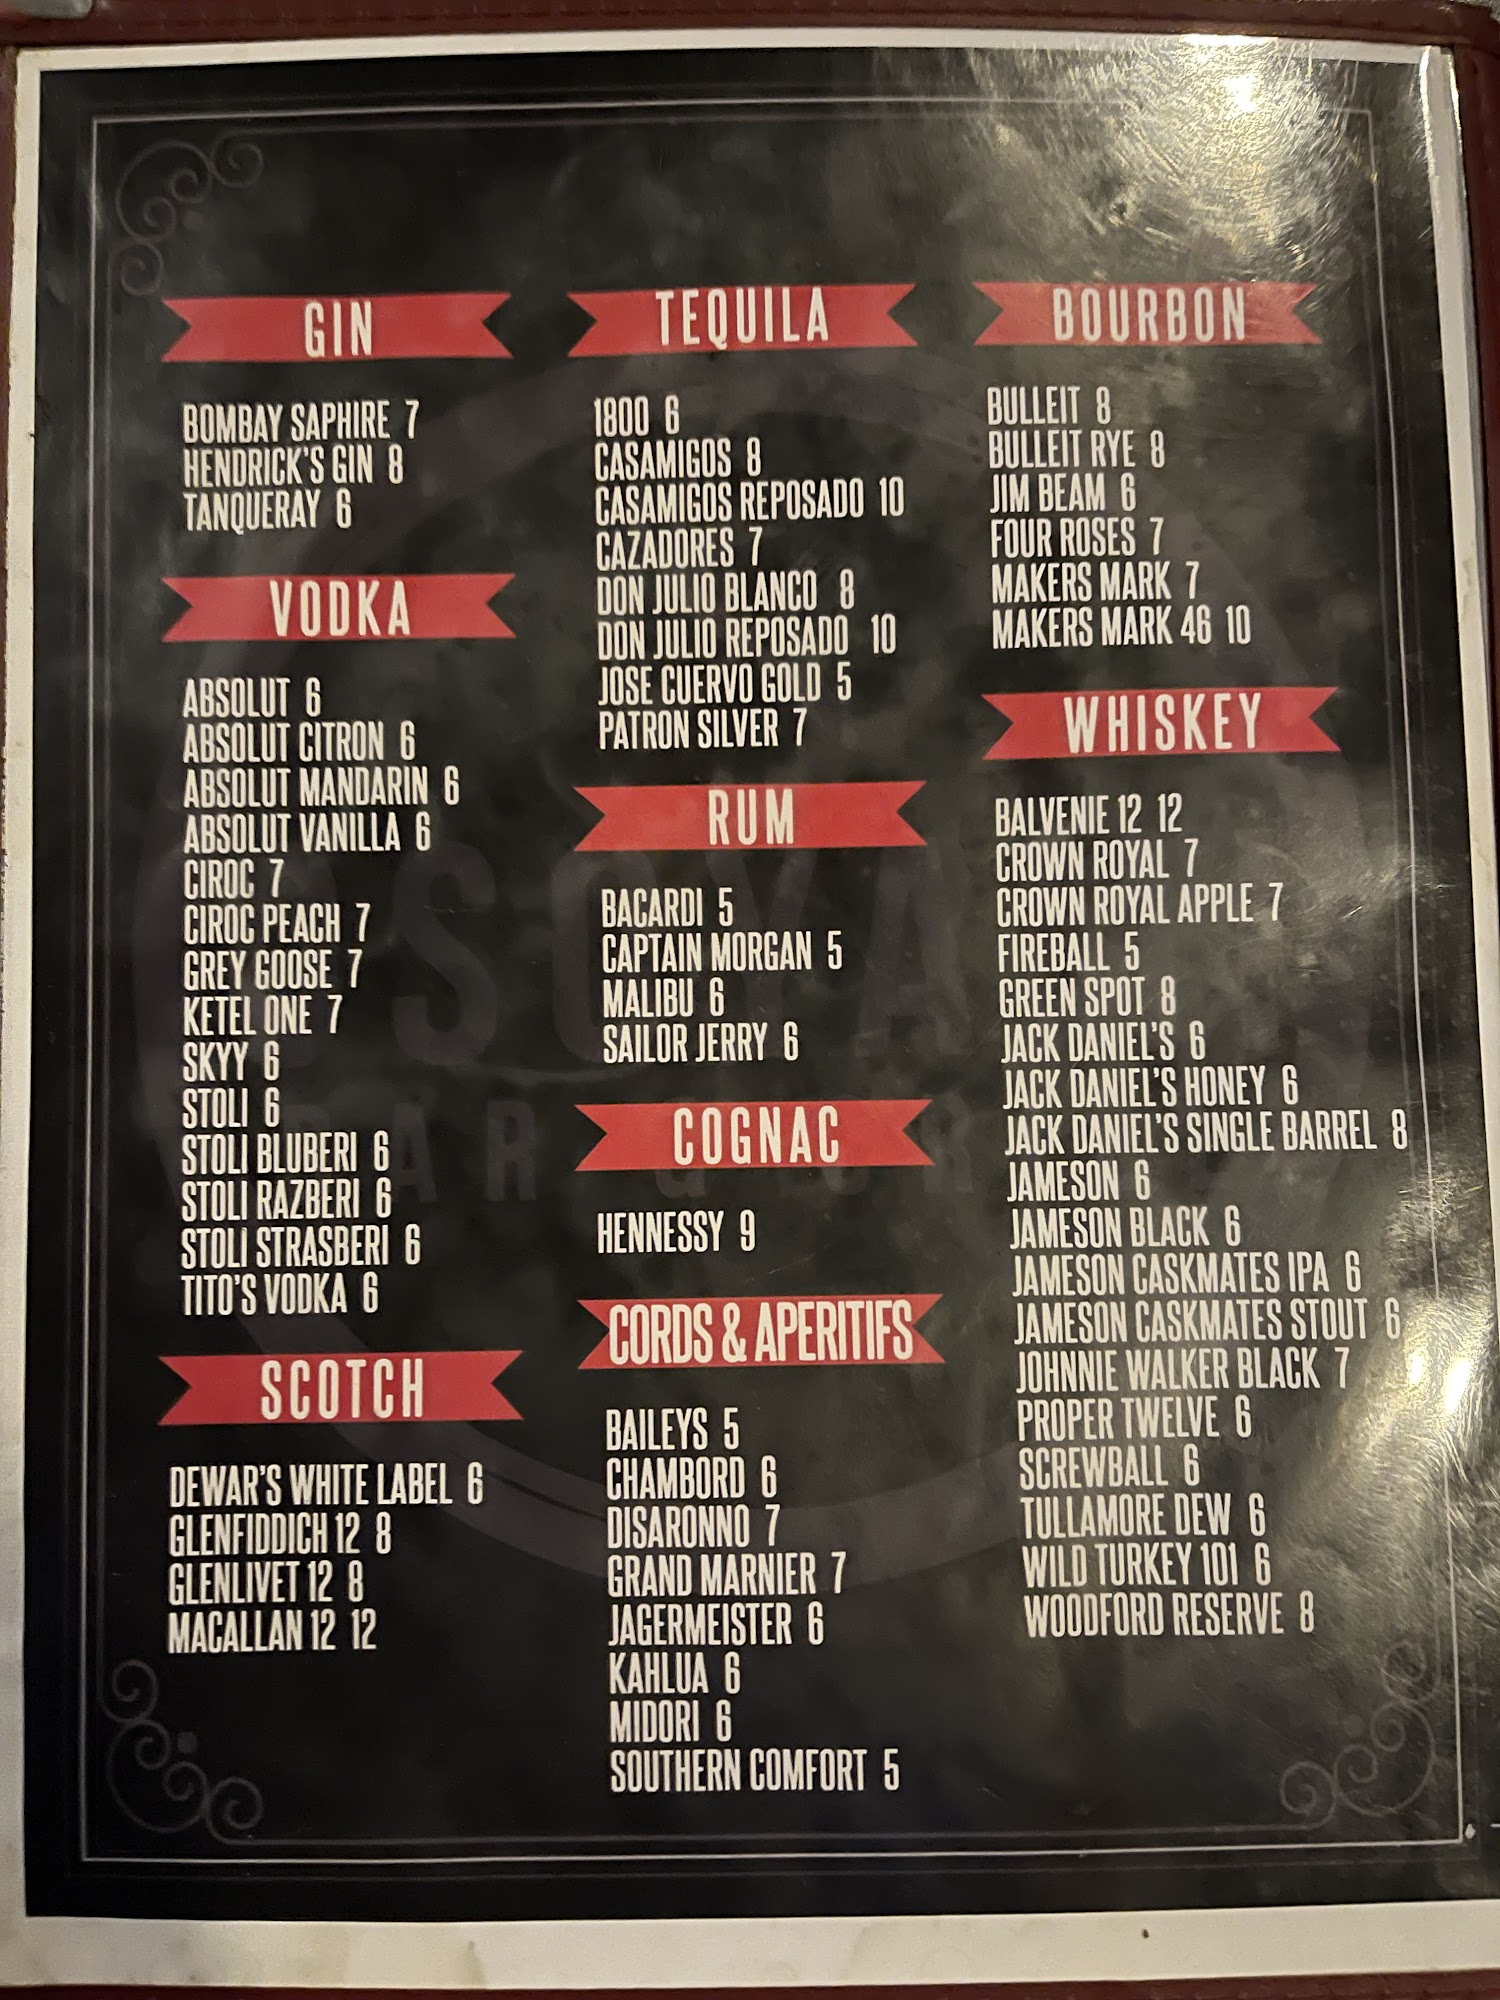 GIN
BOMBAY SAPHIRE 7
HENDRICK'S GIN 8
TANQUERAY 6
VODKA
ABSOLUT 6
ABSOLUT CITRON 6
ABSOLUT MANDARIN 6
ABSOLUT VANILLA 6
CIROC 7
CIROC PEACH 7
GREY GOOSE 7
KETEL ONE 7
SKYY 6
STOLI 6
STOLI BLUBERI 6
STOLI RAZBERI 6
STOLI STRASBERI 6
TITO'S VODKA 6
SCOTCH
DEWAR'S WHITE LABEL 6
GLENFIDDICH 12 8
GLENLIVET 12 8
MACALLAN 12 12
TEQUILA
1800 6
CASAMIGOS 8
CASAMIGOS REPOSADO 10
CAZADORES 7
DON JULIO BLANCO 8
DON JULIO REPOSADO 10
JOSE CUERVO GOLD 5
PATRON SILVER 7
RUM
BACARDI 5
CAPTAIN MORGAN 5
MALIBU 6
SAILOR JERRY 6
COGNAC
HENNESSY 9
CORDS & APERITIFS
BAILEYS 5
CHAMBORD 6
DISARONNO 7
GRAND MARNIER 7
JAGERMEISTER 6
KAHLUA 6
MIDORI 6
SOUTHERN COMFORT 5
BOURBON
BULLEIT 8
BULLEIT RYE 8
JIM BEAM 6
FOUR ROSES 7
MAKERS MARK 7
MAKERS MARK 46 10
WHISKEY
BALVENIE 12 12
CROWN ROYAL 7
CROWN ROYAL APPLE 7
FIREBALL 5
GREEN SPOT 8
JACK DANIEL'S 6
JACK DANIEL'S HONEY 6
JACK DANIEL'S SINGLE BARREL 8
JAMESON 6
JAMESON BLACK 6
JAMESON CASKMATES IPA 6
JAMESON CASKMATES STOUT 6
JOHNNIE WALKER BLACK 7
PROPER TWELVE 6
SCREWBALL 6
TULLAMORE DEW 6
WILD TURKEY 101 6
WOODFORD RESERVE 8